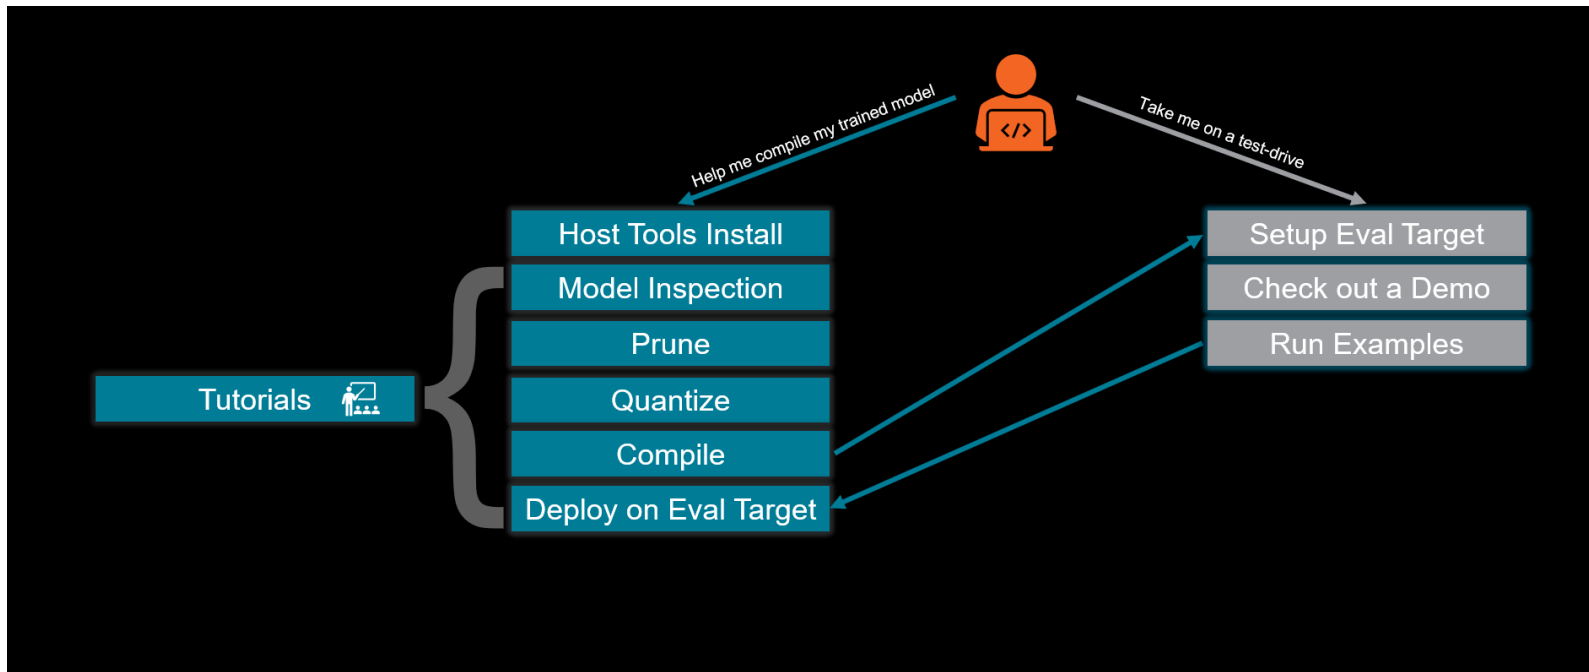 Help me compile my trained model
</>
Take me on a test-drive
Host Tools Install
Model Inspection
Prune
Quantize
Compile
Deploy on Eval Target
Tutorials
Setup Eval Target
Check out a Demo
Run Examples